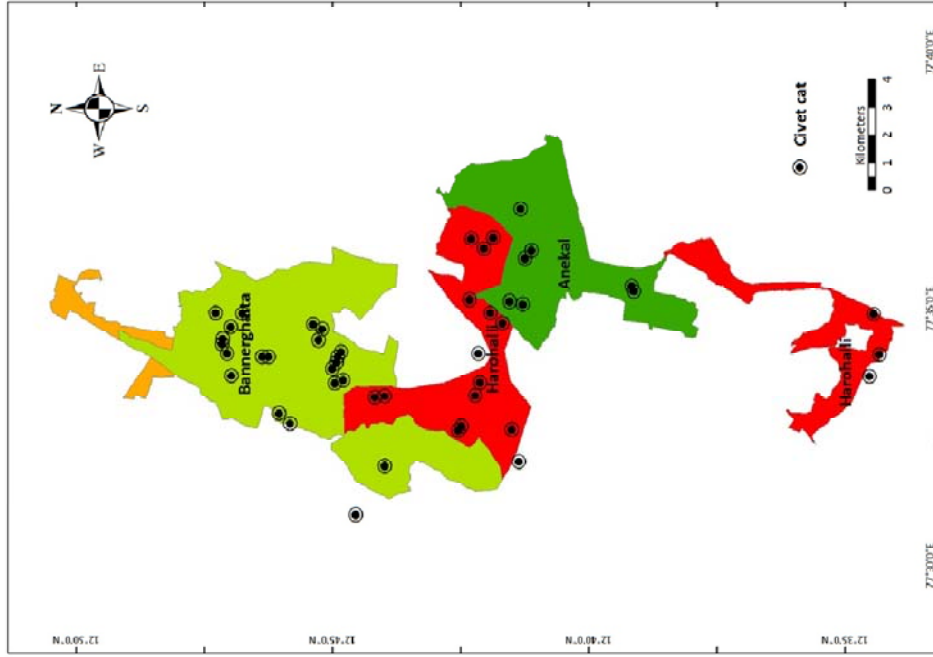 N
W E
S
Bannerghatta
Harohalli
Anekal
Harohalli
Civet cat
Kilometers
0 1 2 3 4
12°50'0"N
12°45'0"N
12°40'0"N
12°35'0"N
77°30'0"E
77°35'0"E
77°40'0"E